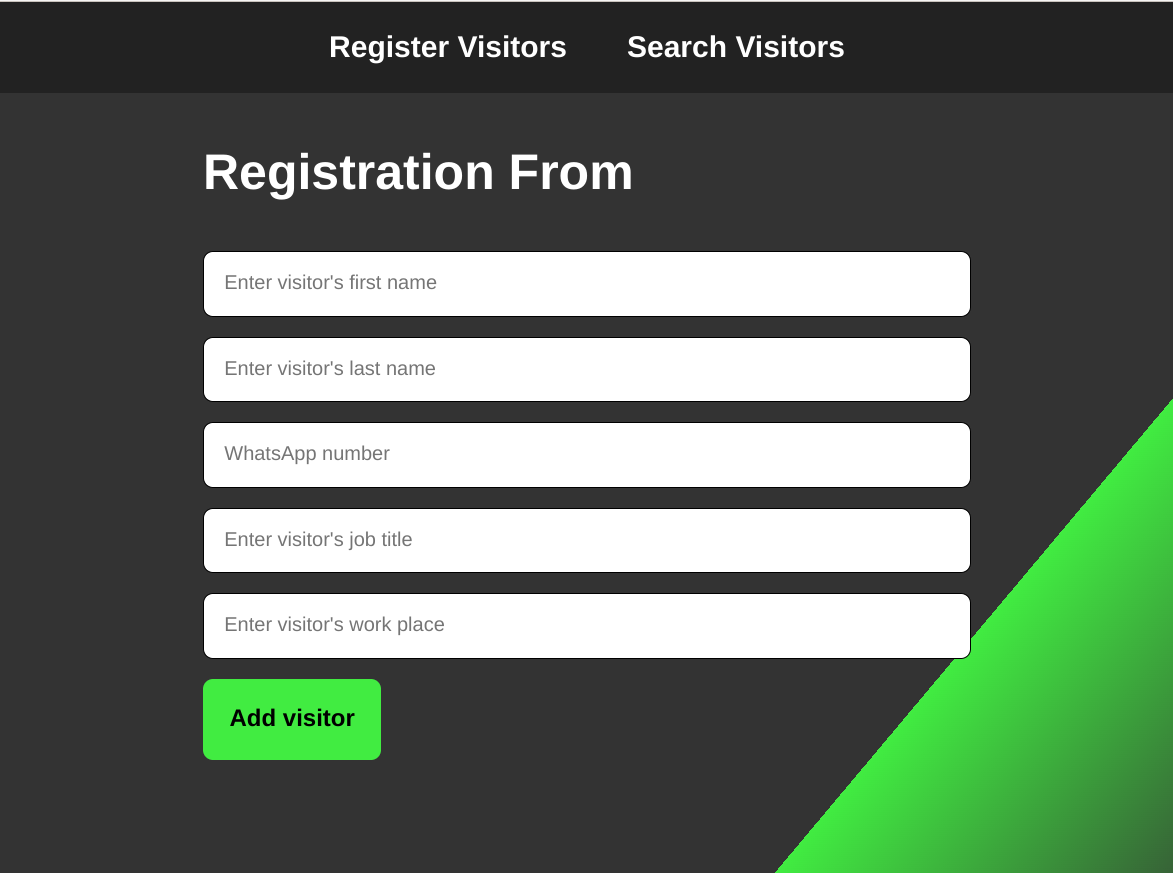 Register Visitors Search Visitors
Registration From
Enter visitor's first name
Enter visitor's last name
WhatsApp number
Enter visitor's job title
Enter visitor's work place
Add visitor